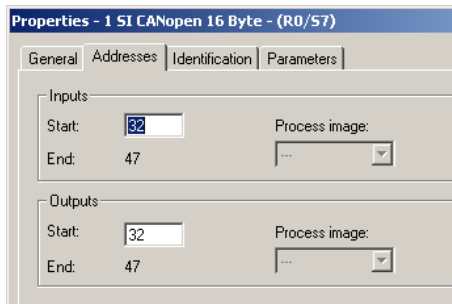 Properties - 1 SI CANopen 16 Byte - (R0/S7)
General Addresses Identification Parameters
Inputs
Start: 32 Process image:
End: 47 ---
Outputs
Start: 32 Process image:
End: 47 ---